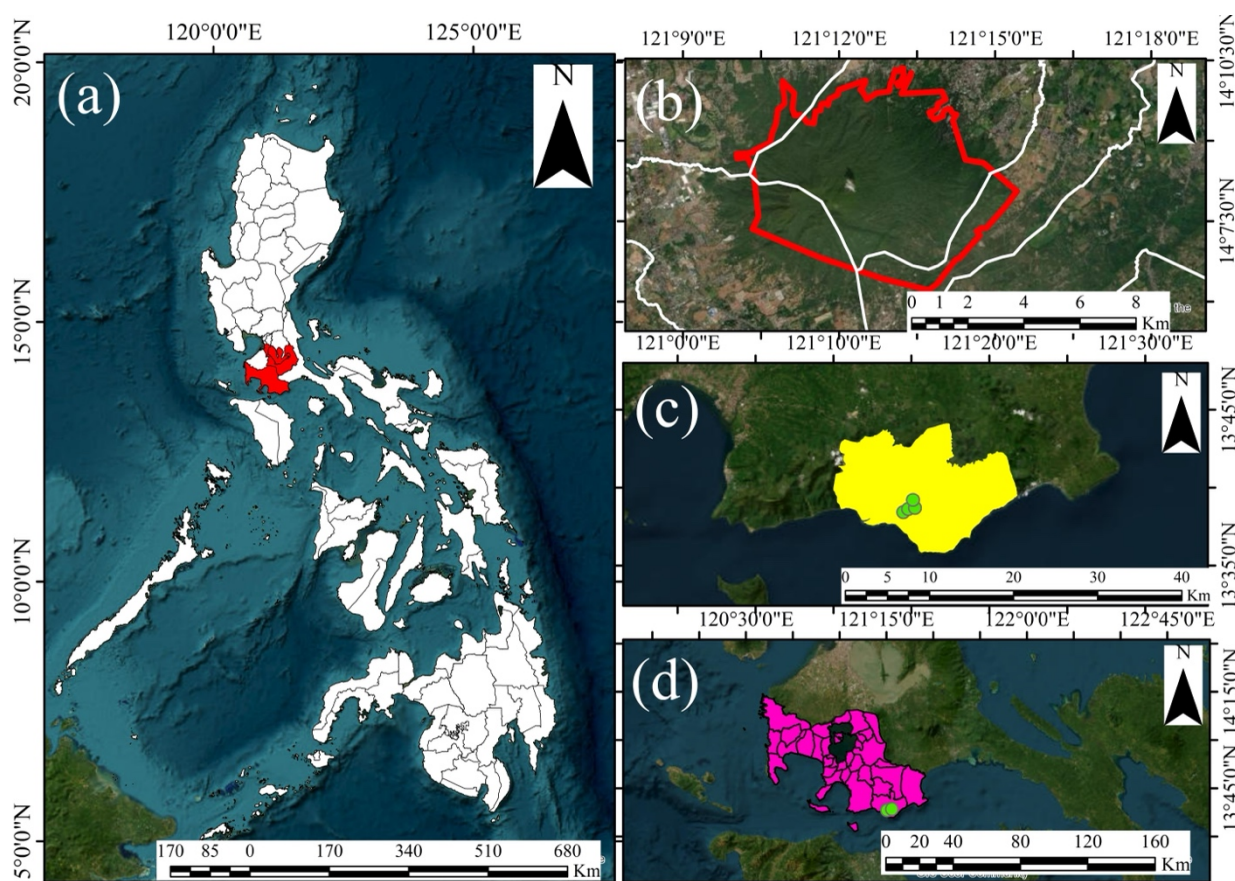 120°0'0"E 125°0'0"E
20°0'0"N
15°0'0"N
10°0'0"N
5°0'0"N
(a)
N
170 85 0 170 340 510 680
Km
121°9'0"E 121°12'0"E 121°15'0"E 121°18'0"E
14°10'30"N
14°7'30"N
(b)
N
0 1 2 4 6 8
Km
the
121°0'0"E 121°10'0"E 121°20'0"E 121°30'0"E
13°45'0"N
13°35'0"N
(c)
N
0 5 10 20 30 40
Km
120°30'0"E 121°15'0"E 122°0'0"E 122°45'0"E
14°15'0"N
13°45'0"N
(d)
N
0 20 40 80 120 160
Km